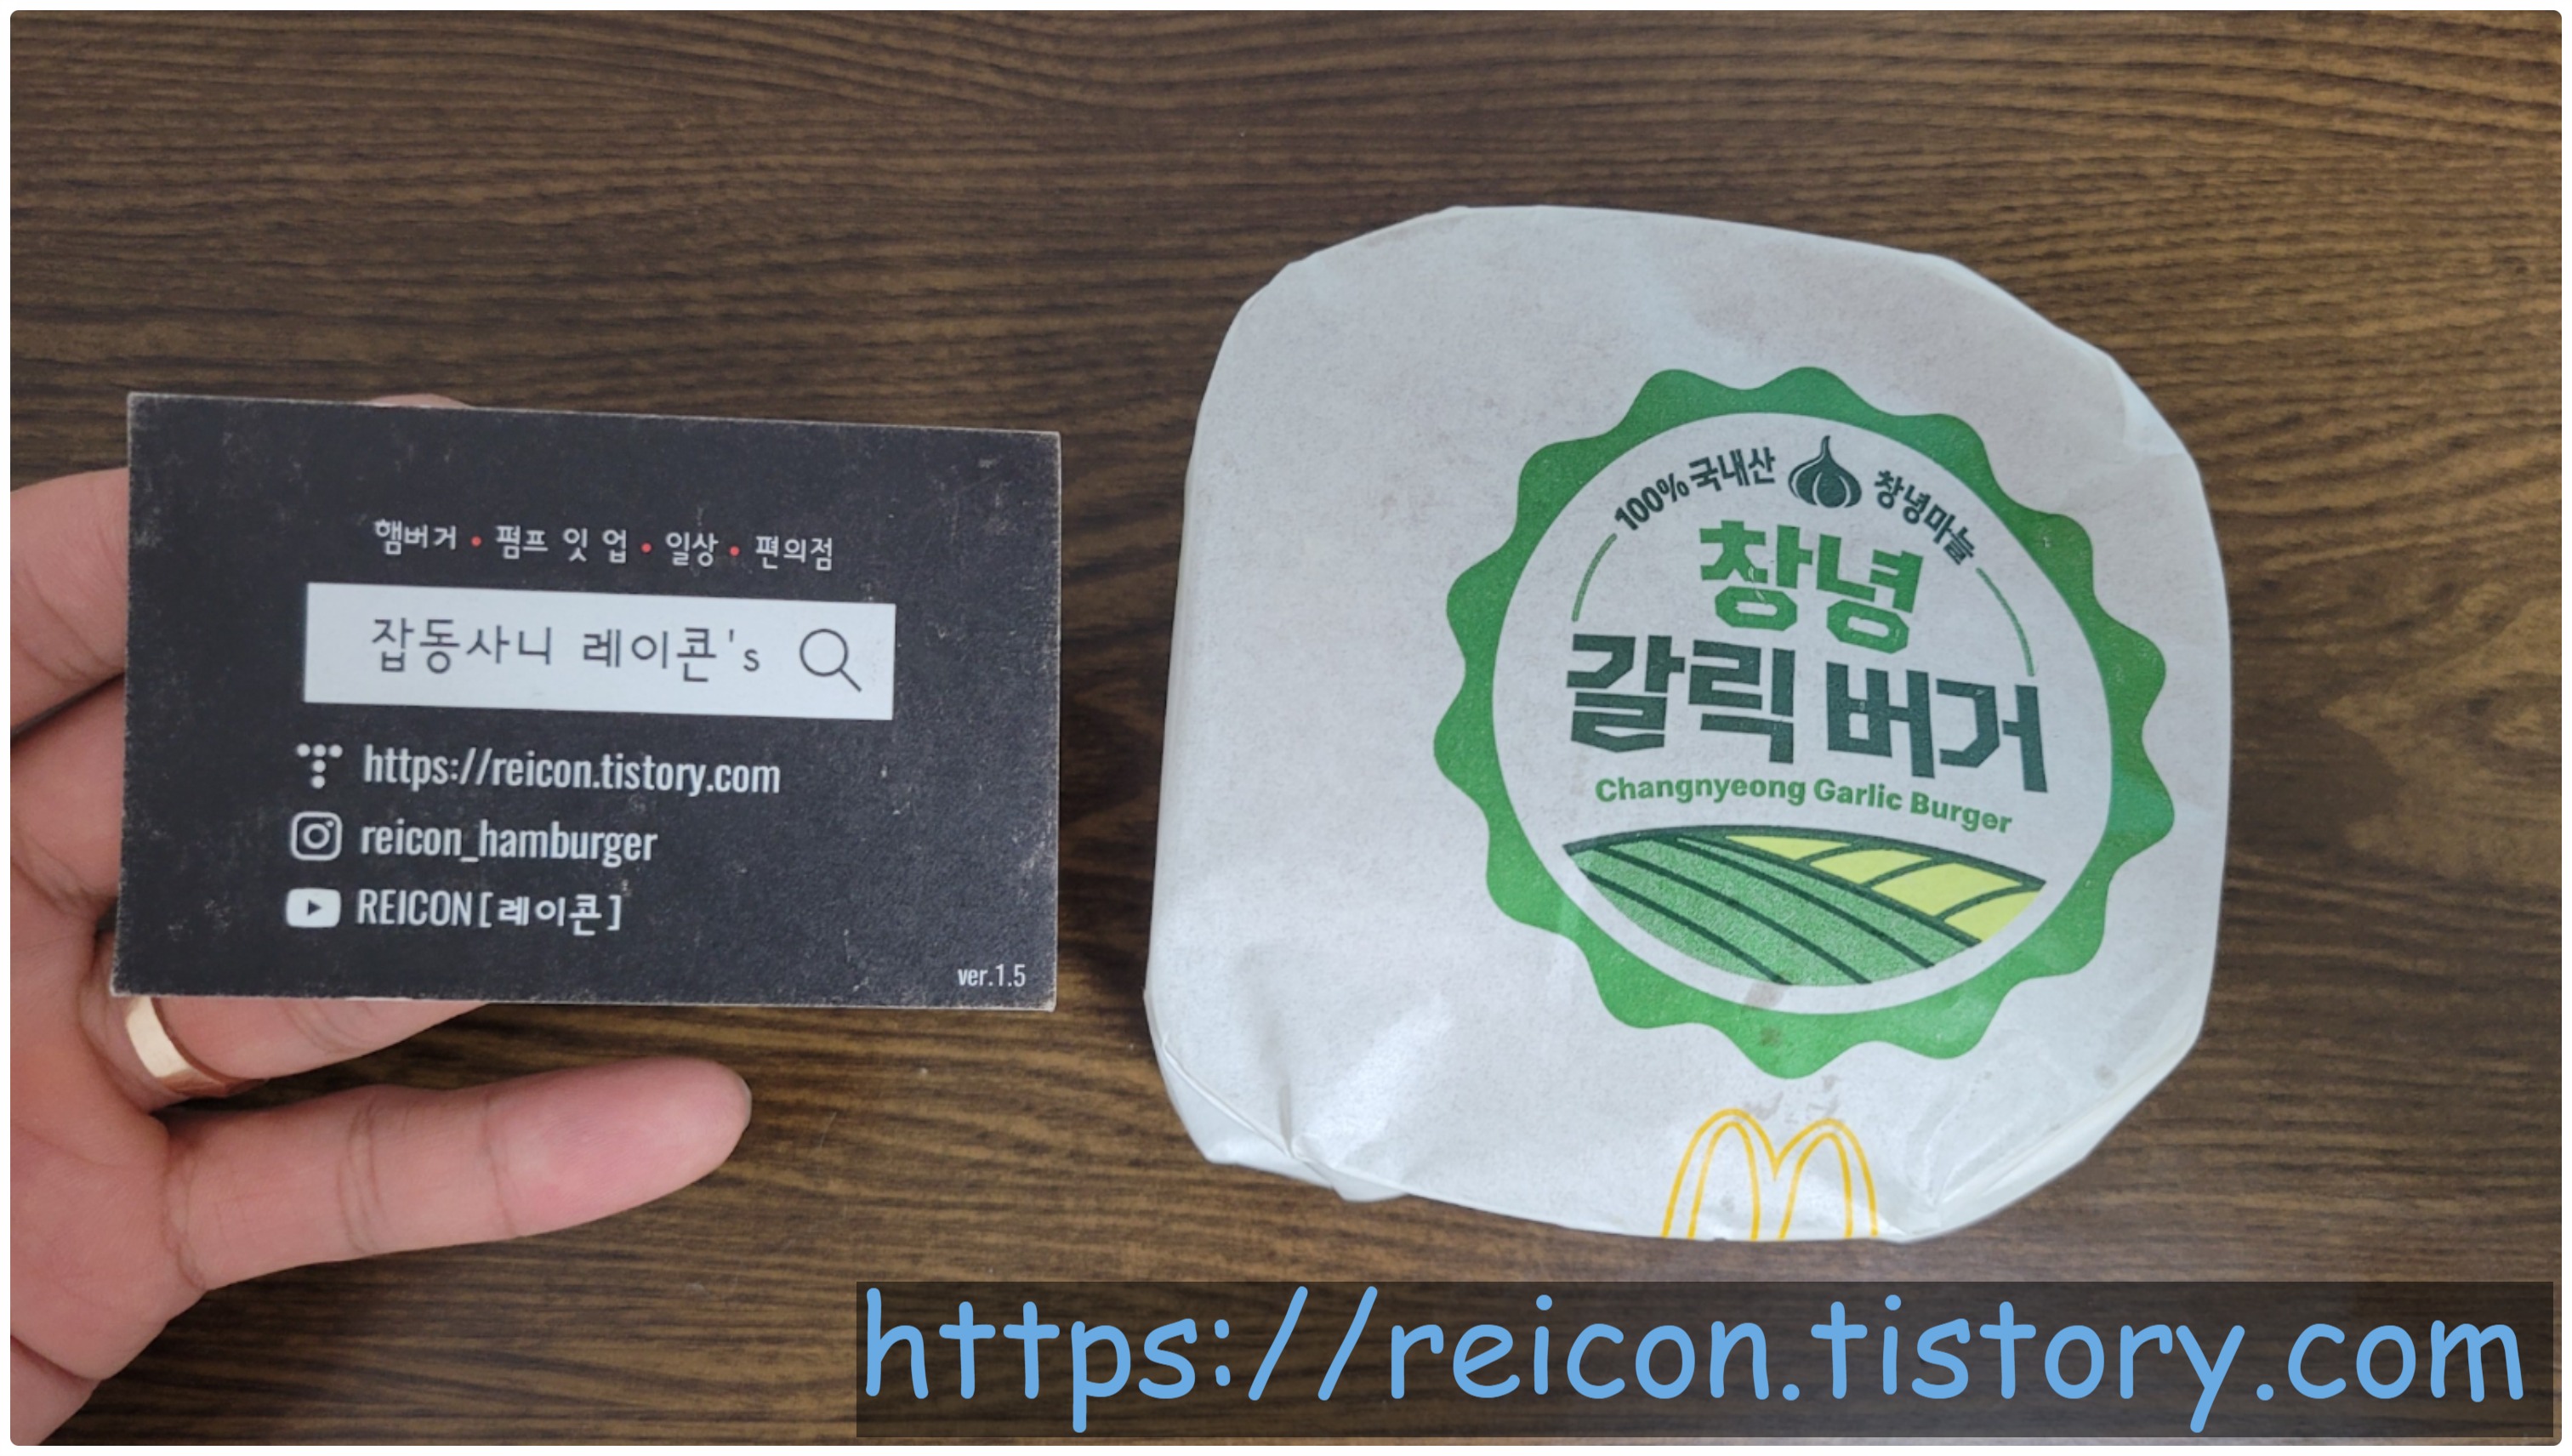 햄버거 • 펌프 잇 업 • 일상 • 편의점
잡동사니 레이콘's
https://reicon.tistory.com
reicon_hamburger
REICON[레이콘]
ver.1.5
100% 국내산 창녕마늘
창녕
갈릭 버거
Changnyeong Garlic Burger
https://reicon.tistory.com